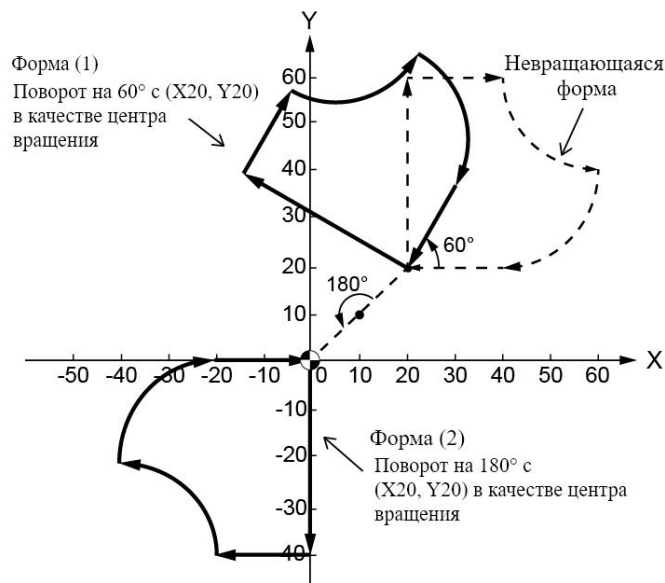 Y
Форма (1)
Поворот на 60° с (X20, Y20)
в качестве центра
вращения
Невращающаяся
форма
60
50
40
30
20
10
60°
180°
-50 -40 -30 -20 -10 0 10 20 30 40 50 60 X
-10
-20
-30
40
Форма (2)
Поворот на 180° с
(X20, Y20) в качестве центра
вращения